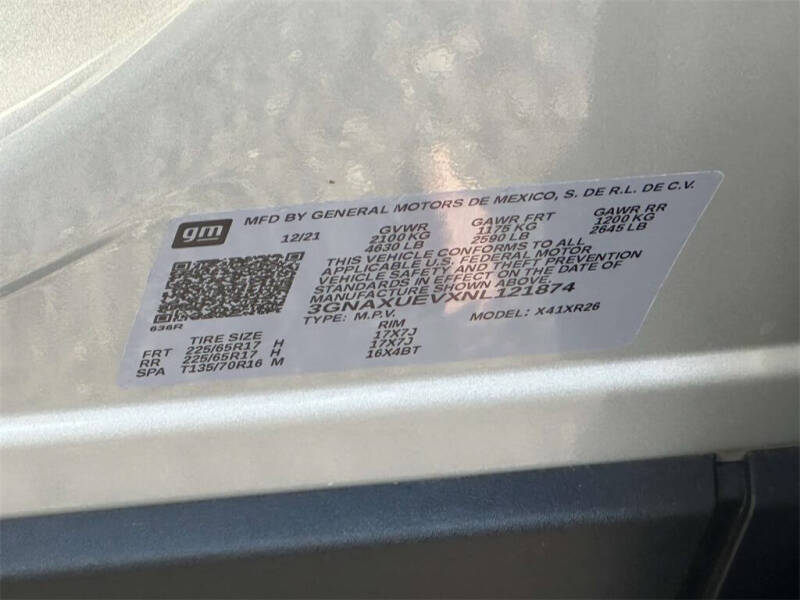 gm
MFD BY GENERAL MOTORS DE MEXICO, S. DE R.L. DE C.V.
12/21 GVWR GAWR FRT GAWR RR
2100 KG 1175 KG 1200 KG
4630 LB 2590 LB 2645 LB
THIS VEHICLE CONFORMS TO ALL
APPLICABLE U.S. FEDERAL MOTOR
VEHICLE SAFETY AND THEFT PREVENTION
STANDARDS IN EFFECT ON THE DATE OF
MANUFACTURE SHOWN ABOVE.
3GNAXUEVXNL121874
TYPE: M.P.V. MODEL: X41XR26
636R
TIRE SIZE RIM
FRT 225/65R17 H 17X7J
RR 225/65R17 H 17X7J
SPA T135/70R16 M 16X4BT